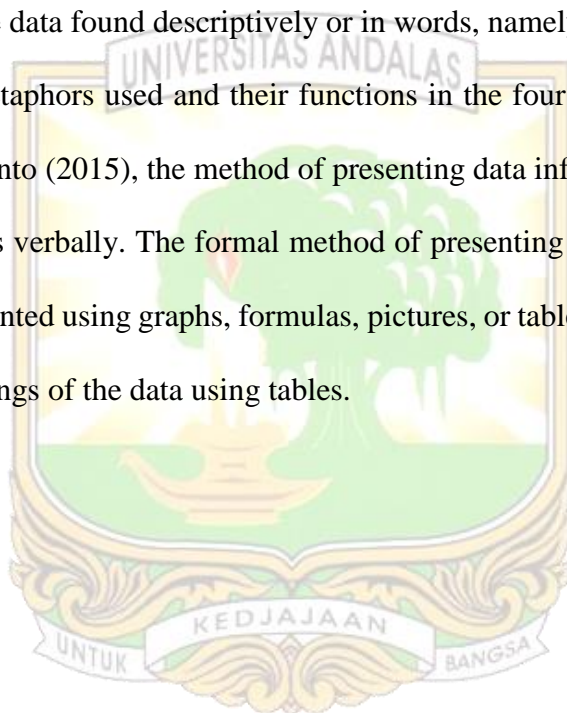 data found descriptively or in words, namel
UNIVERSITAS ANDALAS
taphors used and their functions in the four
nto (2015), the method of presenting data inf
s verbally. The formal method of presenting
nted using graphs, formulas, pictures, or table
ngs of the data using tables.
KEDJAJAAN
UNTUK
BANGSA